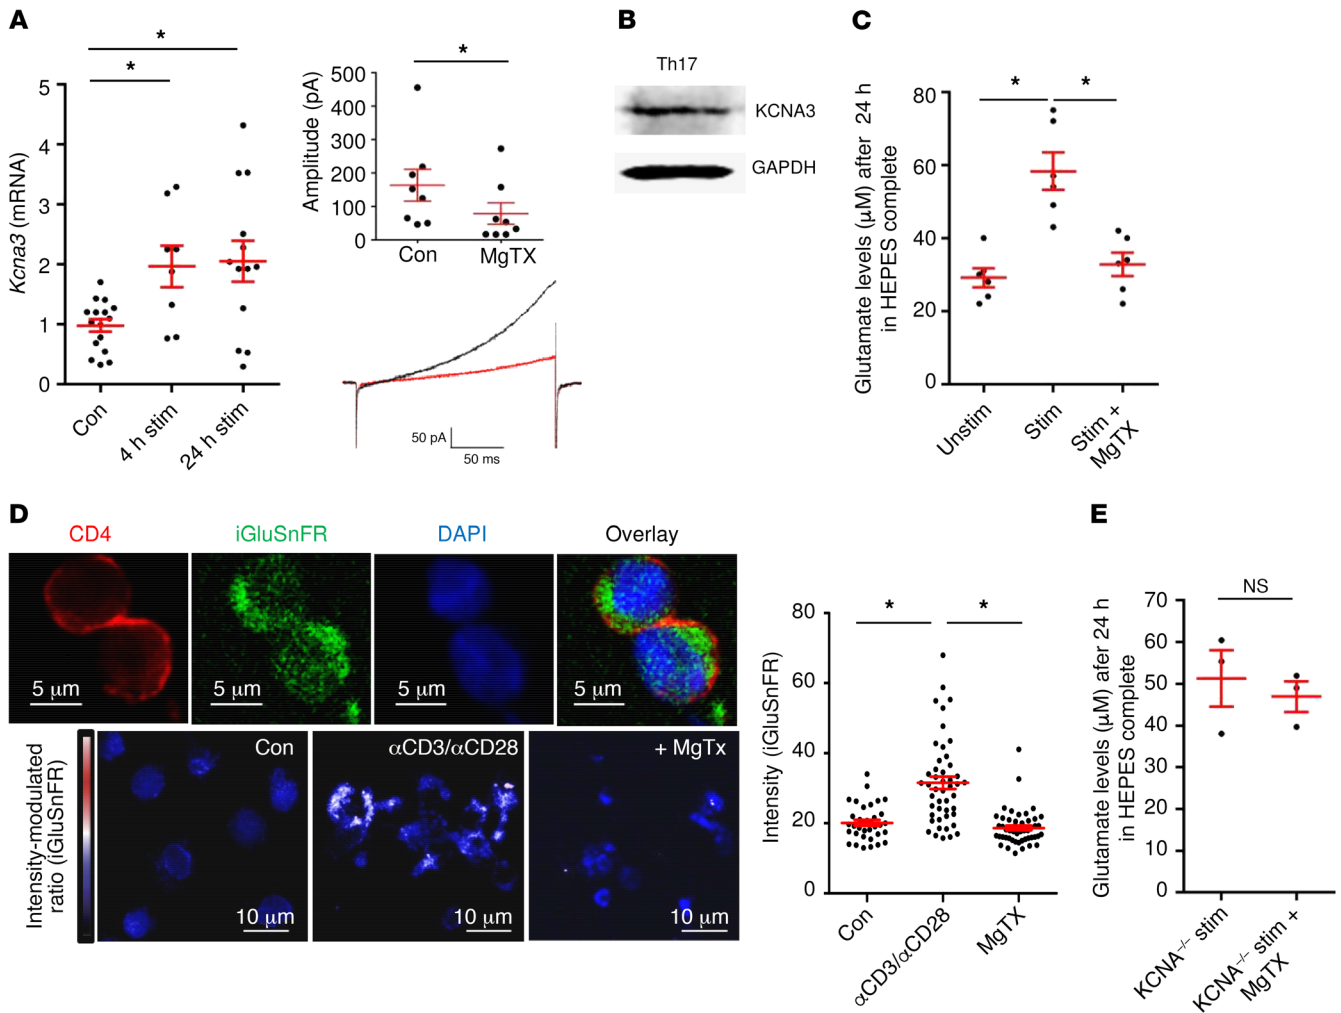 A
*
*
5
4
3
2
1
0
Kcna3 (mRNA)
Con
4 h stim
24 h stim
*
500
400
300
200
100
0
Amplitude (pA)
Con
MgTX
50 pA
50 ms
B
Th17
KCNA3
GAPDH
C
*
*
80
60
40
20
0
Glutamate levels (μM) after 24 h
in HEPES complete
Unstim
Stim
Stim +
MgTX
D
CD4
iGluSnFR
DAPI
Overlay
5 μm
5 μm
5 μm
5 μm
Intensity-modulated
ratio (iGluSnFR)
Con
αCD3/αCD28
+ MgTx
10 μm
10 μm
10 μm
*
*
80
60
40
20
0
Intensity (iGluSnFR)
Con
αCD3/αCD28
MgTX
E
NS
70
60
50
40
30
20
10
0
Glutamate levels (μM) afer 24 h
in HEPES complete
KCNA⁻/⁻ stim
KCNA⁻/⁻ stim +
MgTX